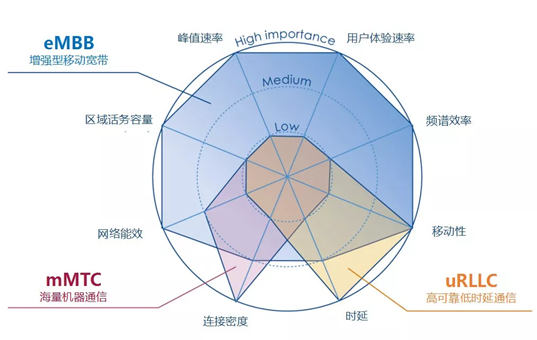 eMBB
增强型移动宽带
峰值速率
High importance
用户体验速率
Medium
区域话务容量
Low
频谱效率
网络能效
移动性
mMTC
海量机器通信
uRLLC
高可靠低时延通信
连接密度
时延